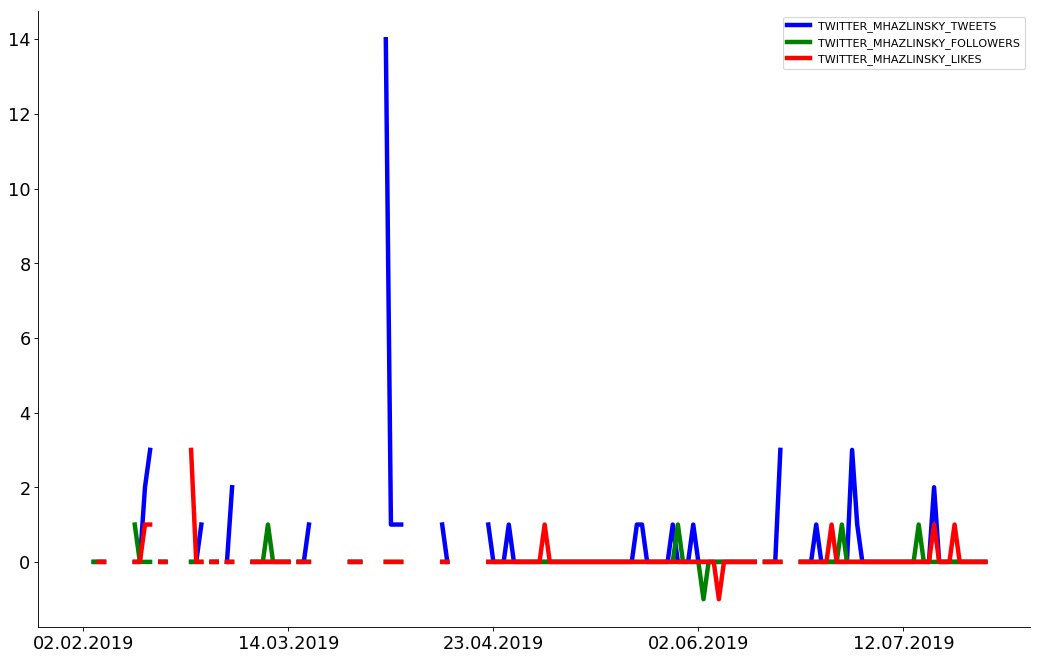 TWITTER_MHAZLINSKY_TWEETS
TWITTER_MHAZLINSKY_FOLLOWERS
TWITTER_MHAZLINSKY_LIKES
14
12
10
8
6
4
2
0
02.02.2019 14.03.2019 23.04.2019 02.06.2019 12.07.2019